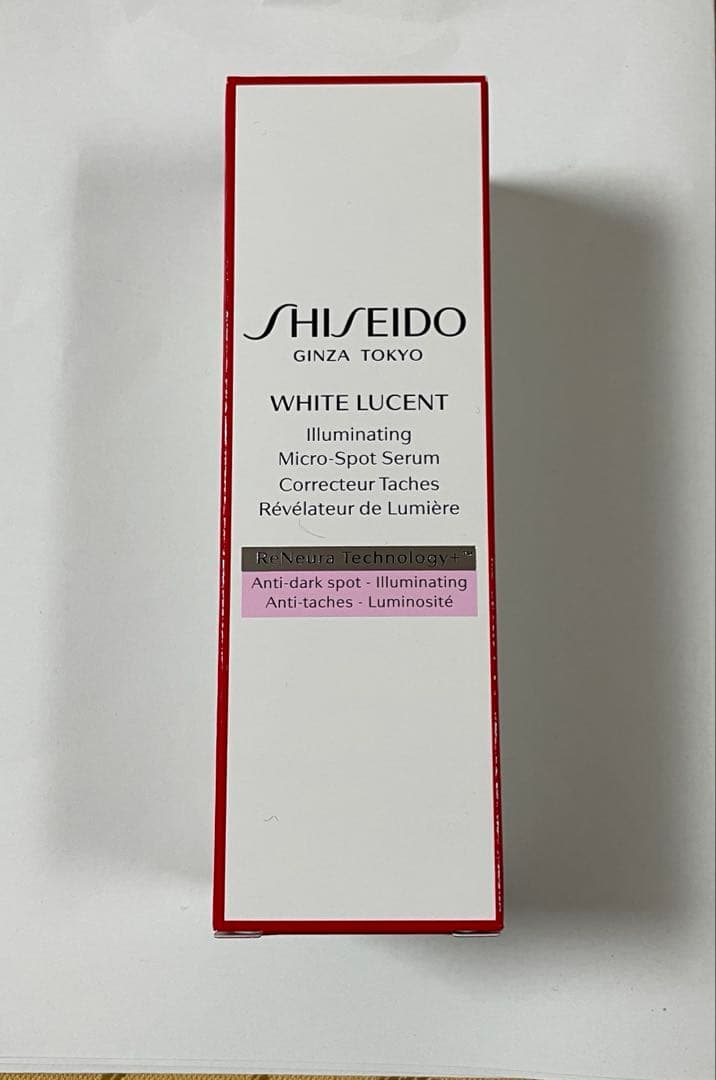 SHISEIDO
GINZA TOKYO
WHITE LUCENT
Illuminating
Micro-Spot Serum
Correcteur Taches
Révélateur de Lumière
ReNeura Technology+™
Anti-dark spot - Illuminating
Anti-taches - Luminosité